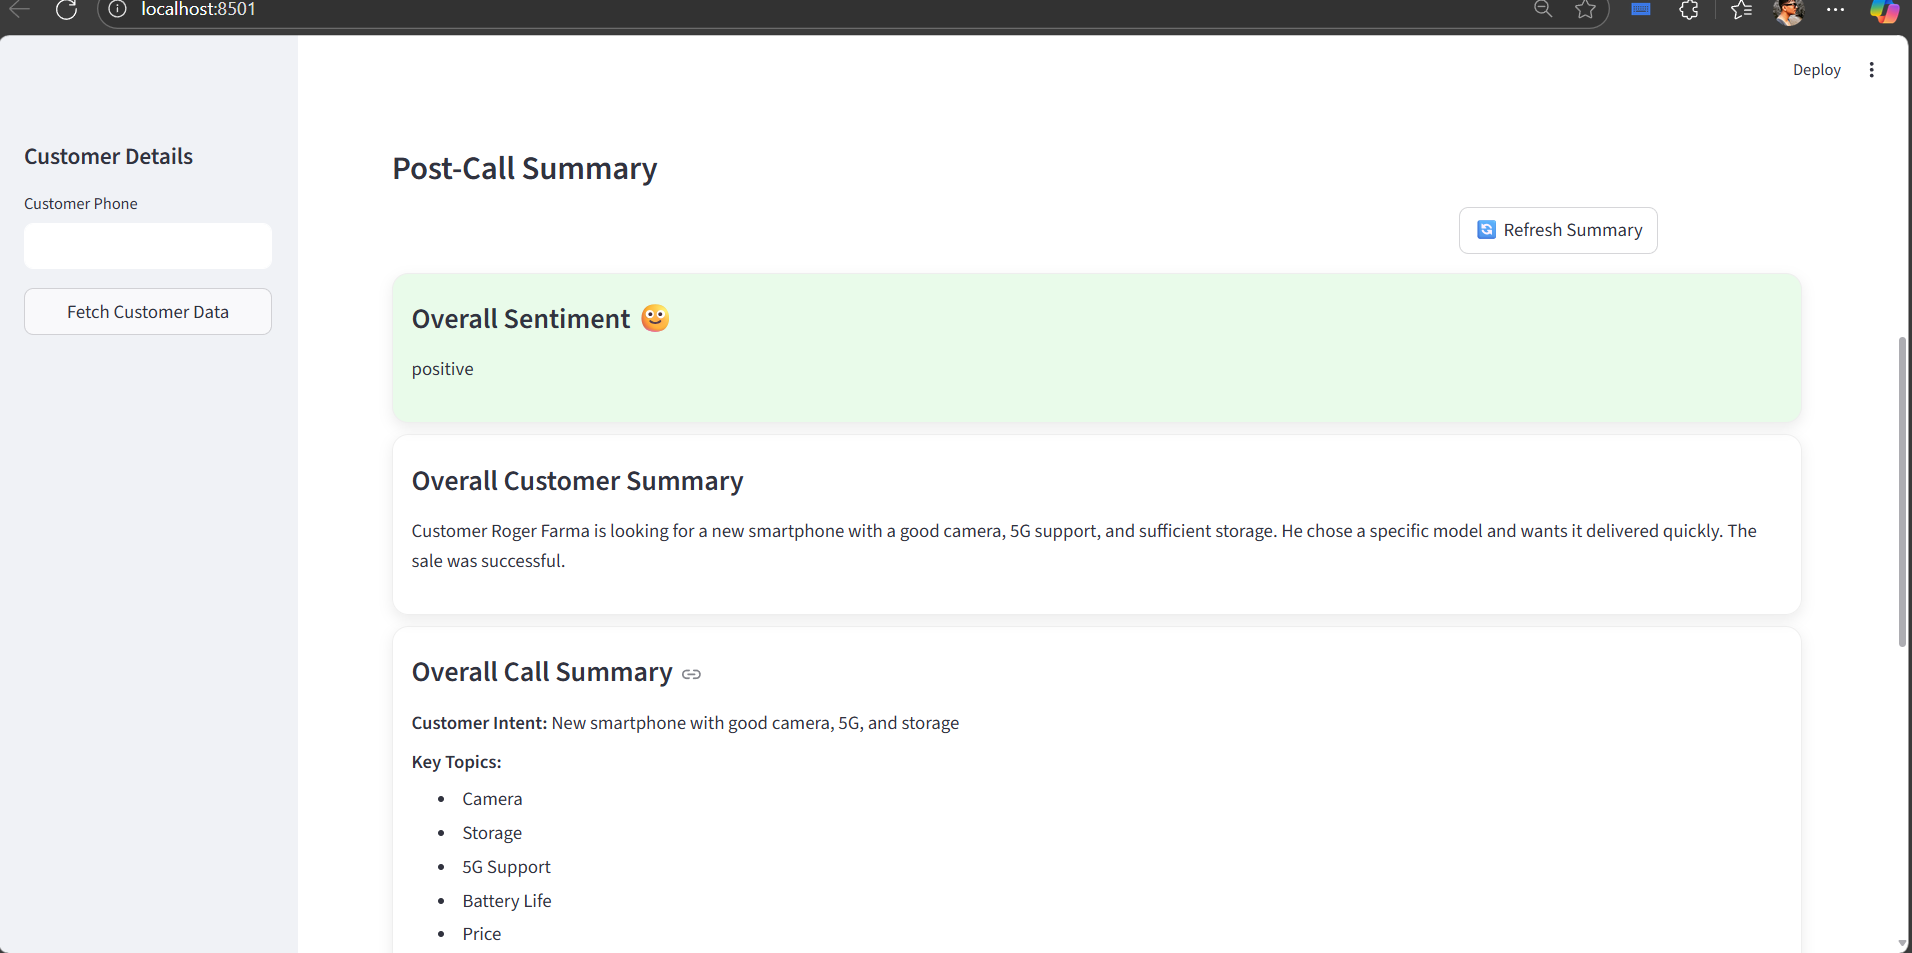 localhost:8501
Deploy
Customer Details
Customer Phone
Fetch Customer Data
Post-Call Summary
Refresh Summary
Overall Sentiment
positive
Overall Customer Summary
Customer Roger Farma is looking for a new smartphone with a good camera, 5G support, and sufficient storage. He chose a specific model and wants it delivered quickly. The
sale was successful.
Overall Call Summary
Customer Intent: New smartphone with good camera, 5G, and storage
Key Topics:
• Camera
• Storage
• 5G Support
• Battery Life
• Price